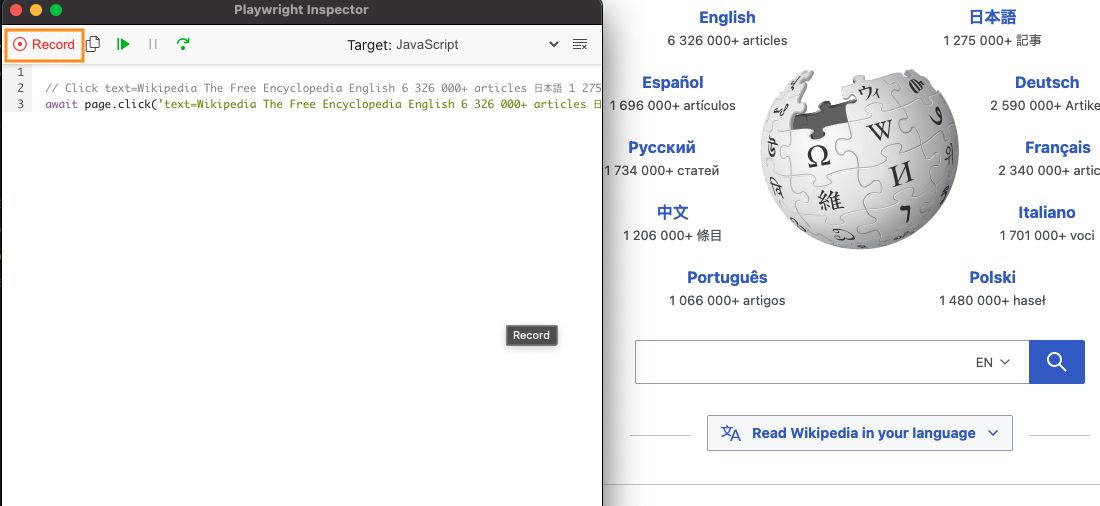 Playwright Inspector
Record
Target: JavaScript
1
2 // Click text=Wikipedia The Free Encyclopedia English 6 326 000+ articles 日本語 1 275
3 await page.click('text=Wikipedia The Free Encyclopedia English 6 326 000+ articles
Record
English
6 326 000+ articles
日本語
1 275 000+ 記事
Español
1 696 000+ artículos
Deutsch
2 590 000+ Artike
Русский
1 734 000+ статей
Français
2 340 000+ artic
中文
1 206 000+ 條目
Italiano
1 701 000+ voci
Português
1 066 000+ artigos
Polski
1 480 000+ haseł
Ω
W
И
維
ウィ
EN
Read Wikipedia in your language